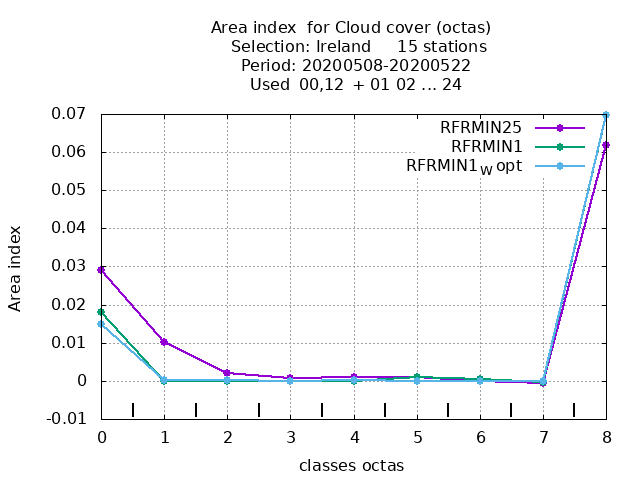 Area index  for Cloud cover (octas)
Selection: Ireland     15 stations
Period: 20200508-20200522
Used  00,12  + 01 02 ... 24
RFRMIN25
RFRMIN1
RFRMIN1W opt
0.07
0.06
0.05
0.04
0.03
0.02
0.01
0
-0.01
Area index
0 1 2 3 4 5 6 7 8
classes octas